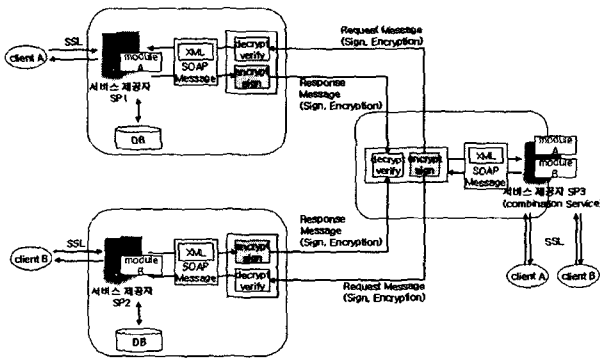 SSL
client A
module
A
서비스 제공자
SP1
DB
XML
SOAP
Message
decrypt
verify
encrypt
sign
Request Message
(Sign, Encryption)
Response
Message
(Sign, Encryption)
decrypt
verify
encrypt
sign
XML
SOAP
Message
module
A
module
B
서비스 제공자 SP3
(combination Service
SSL
client A
client B
SSL
client B
module
B
서비스 제공자
SP2
DB
XML
SOAP
Message
encrypt
sign
decrypt
verify
Response
Message
(Sign, Encryption)
Request Message
(Sign, Encryption)